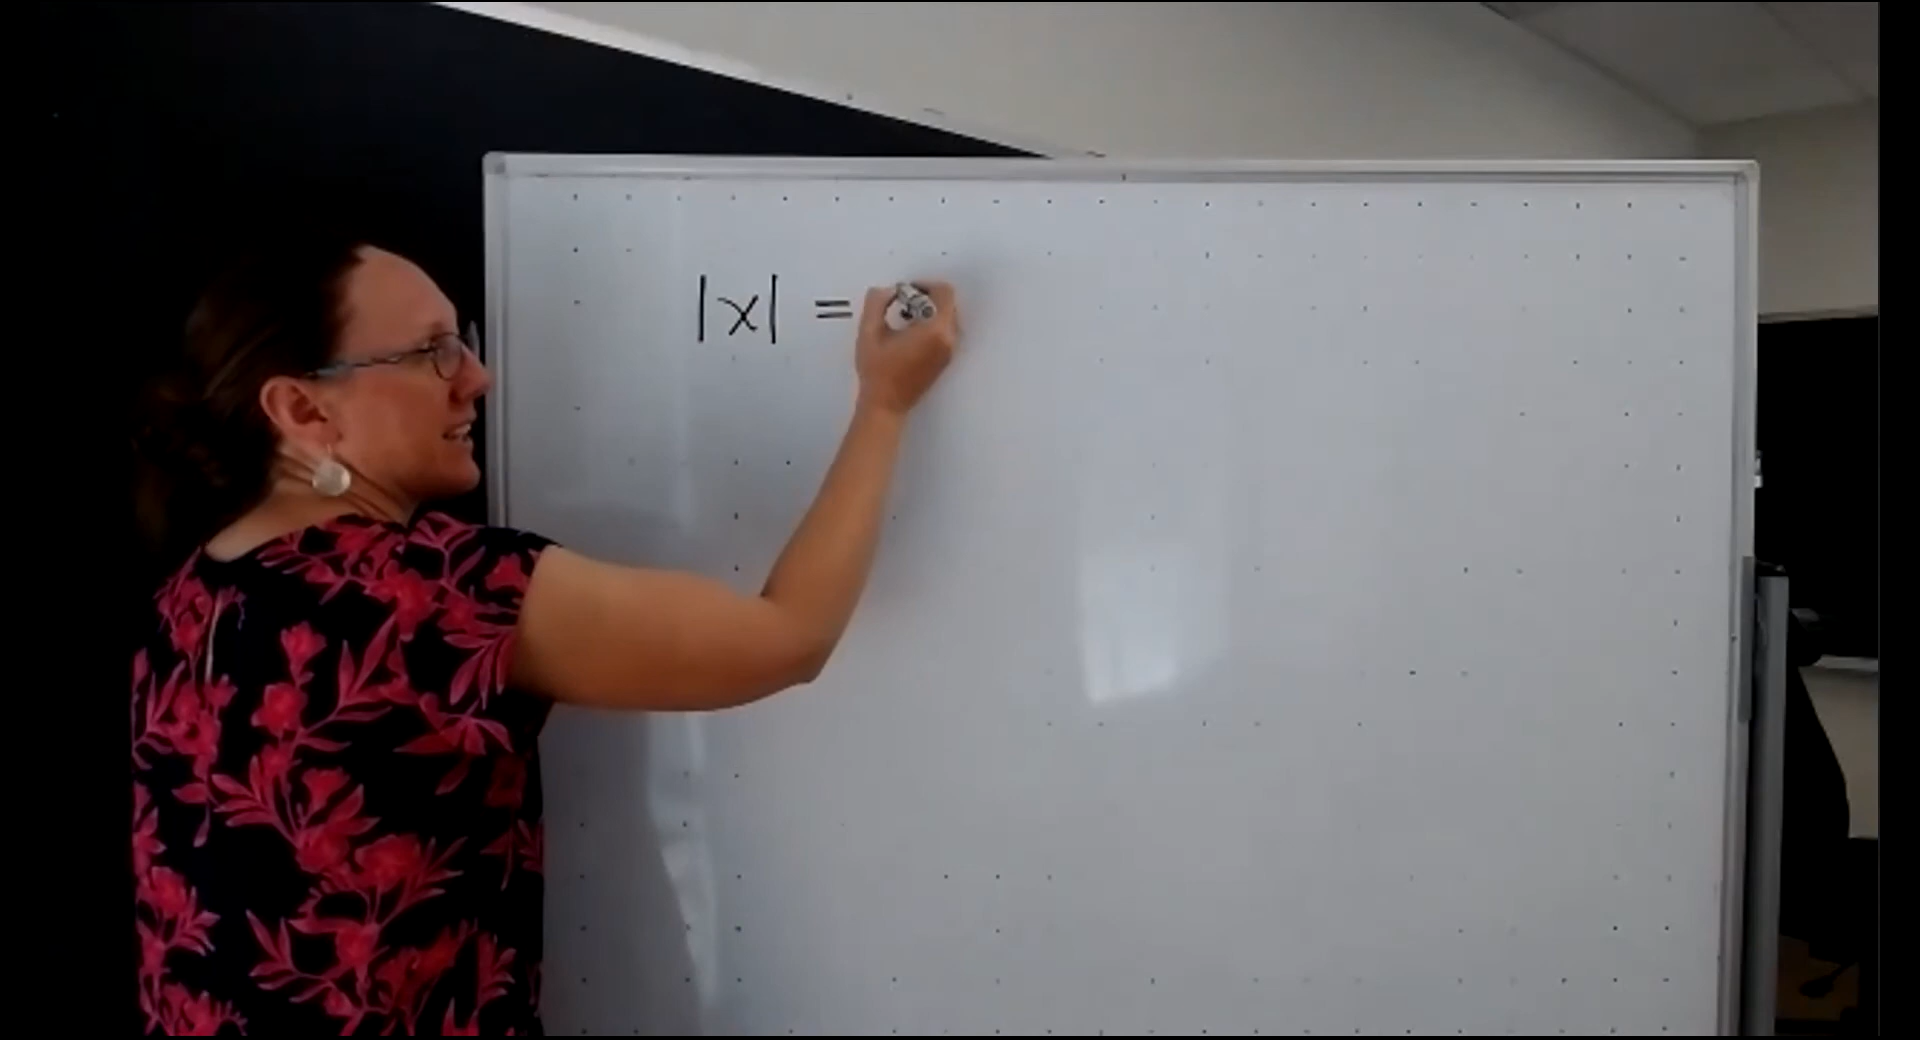 |x| =